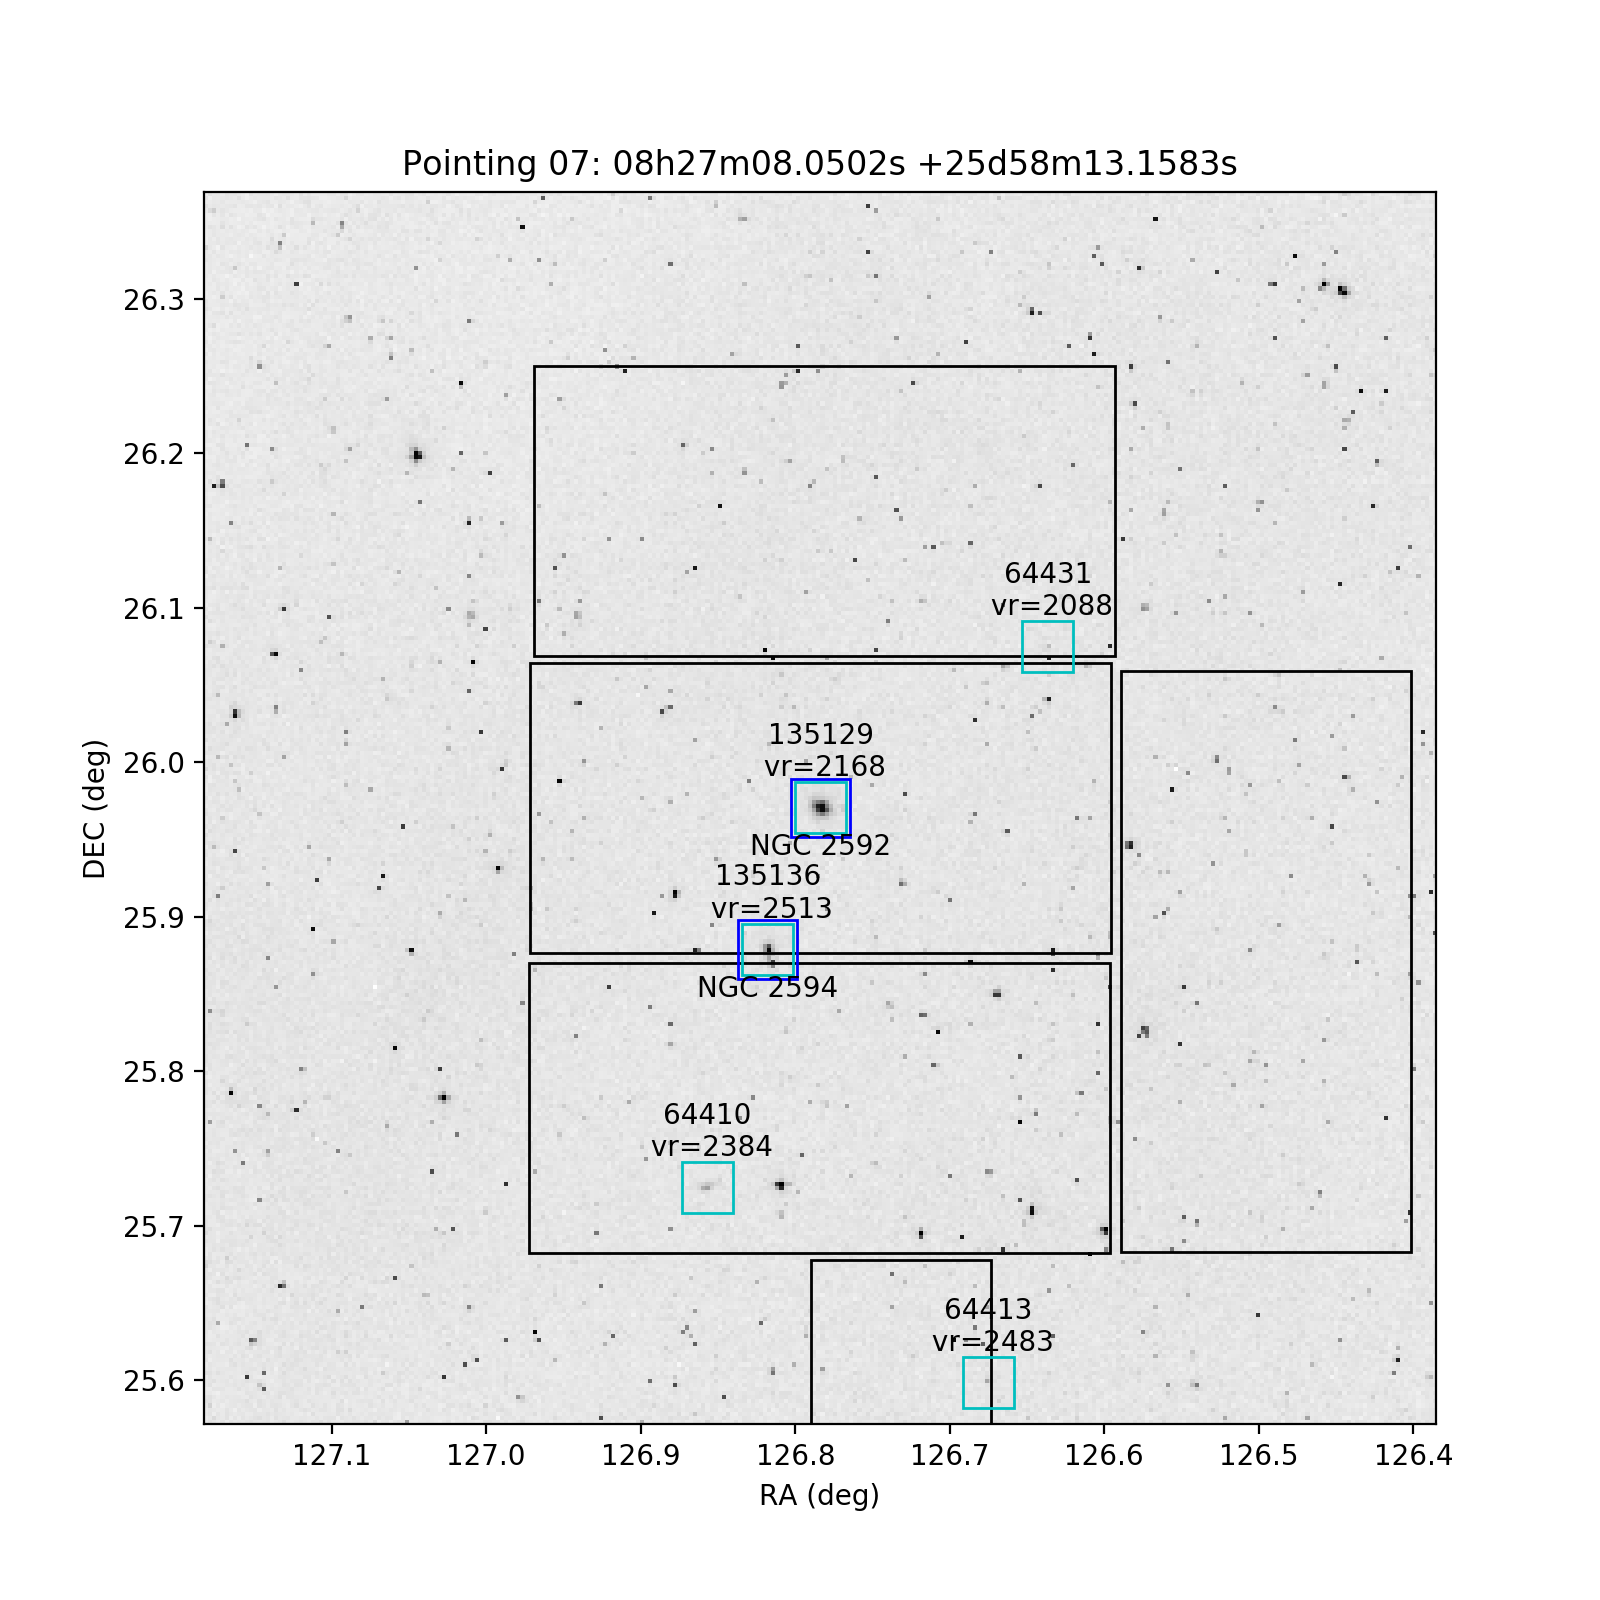 Pointing 07: 08h27m08.0502s +25d58m13.1583s
26.3
26.2
26.1
26.0
25.9
25.8
25.7
25.6
DEC (deg)
64431
vr=2088
135129
vr=2168
NGC 2592
135136
vr=2513
NGC 2594
64410
vr=2384
64413
vr=2483
127.1 127.0 126.9 126.8 126.7 126.6 126.5 126.4
RA (deg)